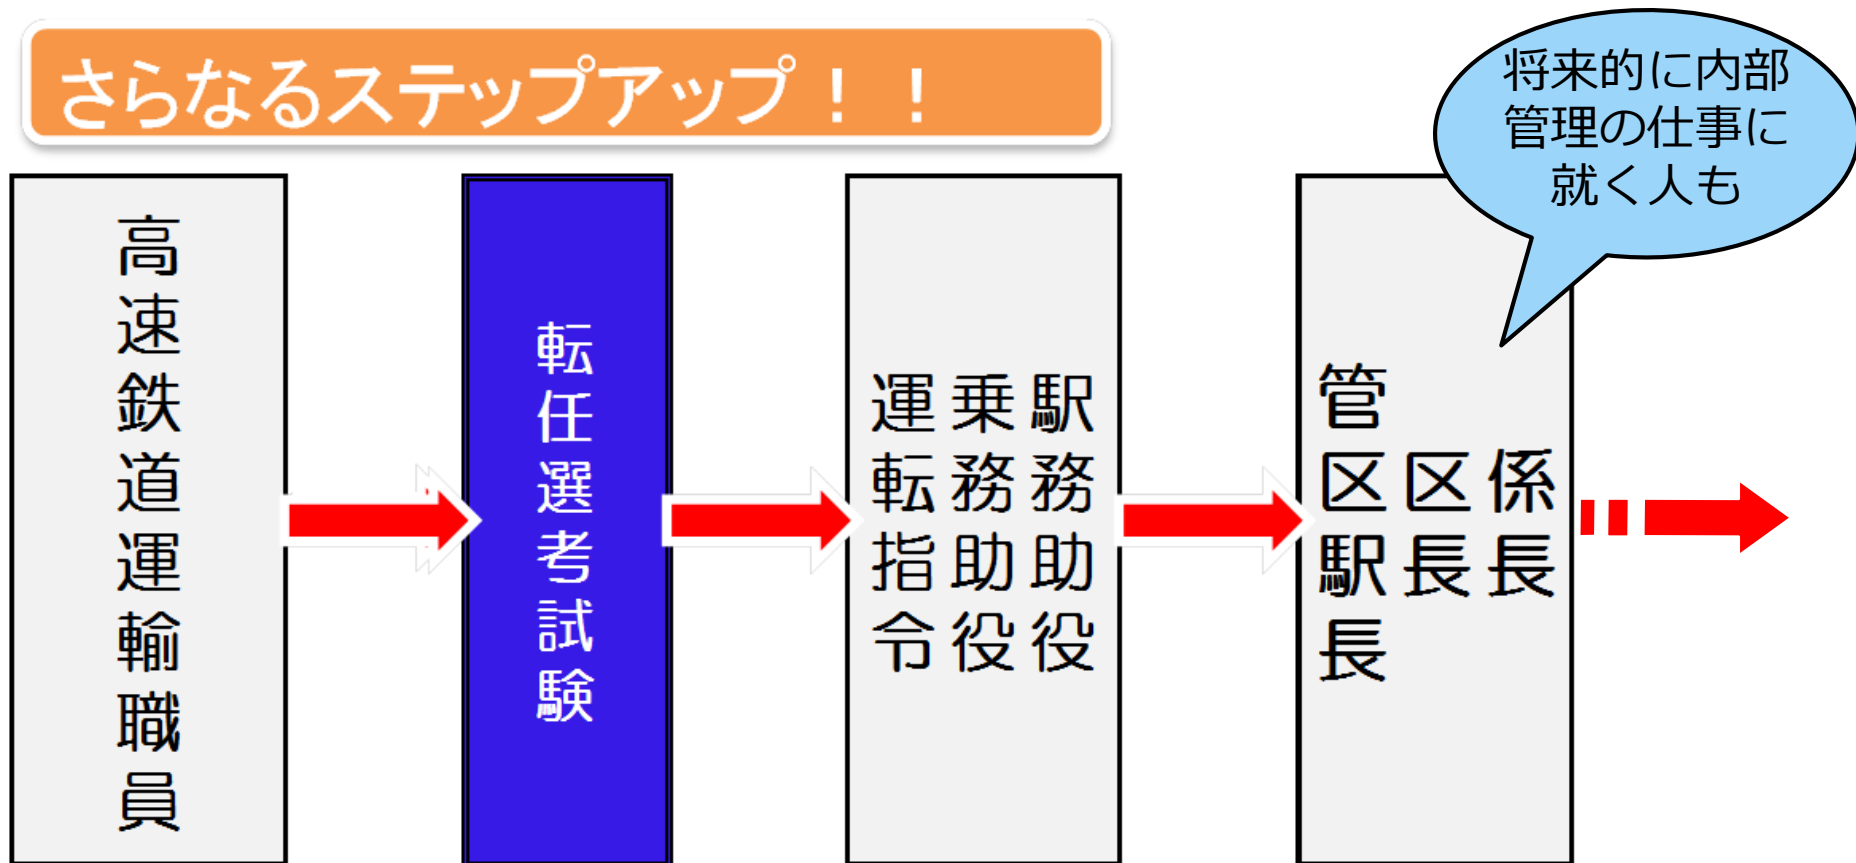 さらなるステップアップ！！
将来的に内部
管理の仕事に
就く人も
高速鉄道運輸職員
転任選考試験
駅務助役
乗務助役
運転指令
係長
区長
管区駅長